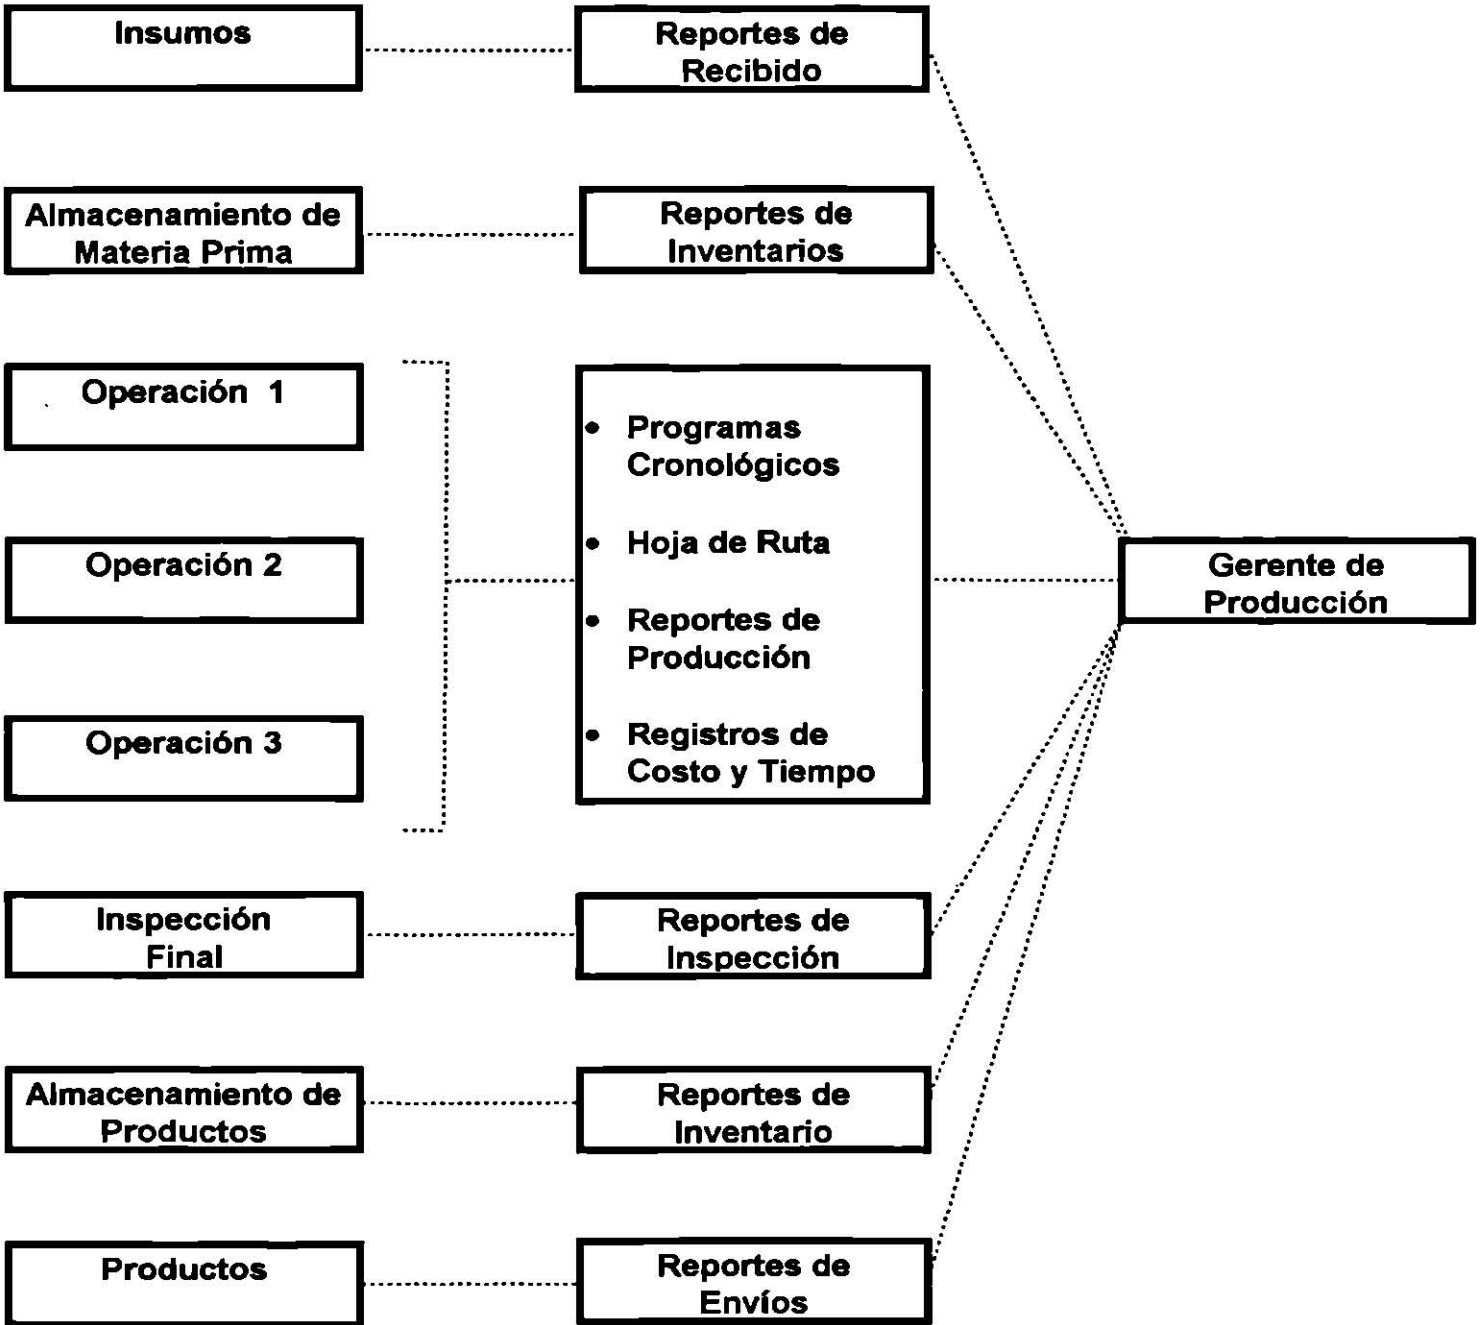 Insumos
Reportes de
Recibido
Almacenamiento de
Materia Prima
Reportes de
Inventarios
Operación 1
Operación 2
Operación 3
• Programas
Cronológicos
• Hoja de Ruta
• Reportes de
Producción
• Registros de
Costo y Tiempo
Gerente de
Producción
Inspección
Final
Reportes de
Inspección
Almacenamiento de
Productos
Reportes de
Inventario
Productos
Reportes de
Envíos